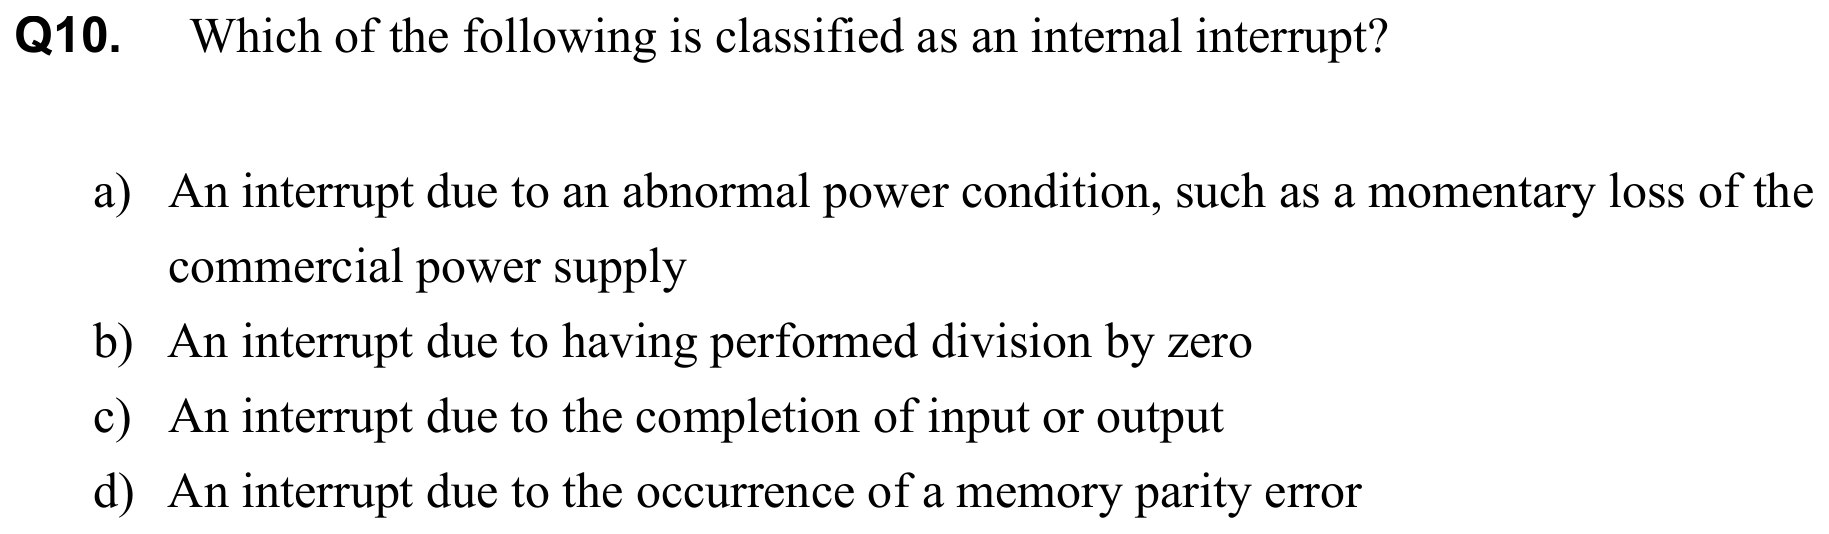 Q10. Which of the following is classified as an internal interrupt?
a) An interrupt due to an abnormal power condition, such as a momentary loss of the
commercial power supply
b) An interrupt due to having performed division by zero
c) An interrupt due to the completion of input or output
d) An interrupt due to the occurrence of a memory parity error